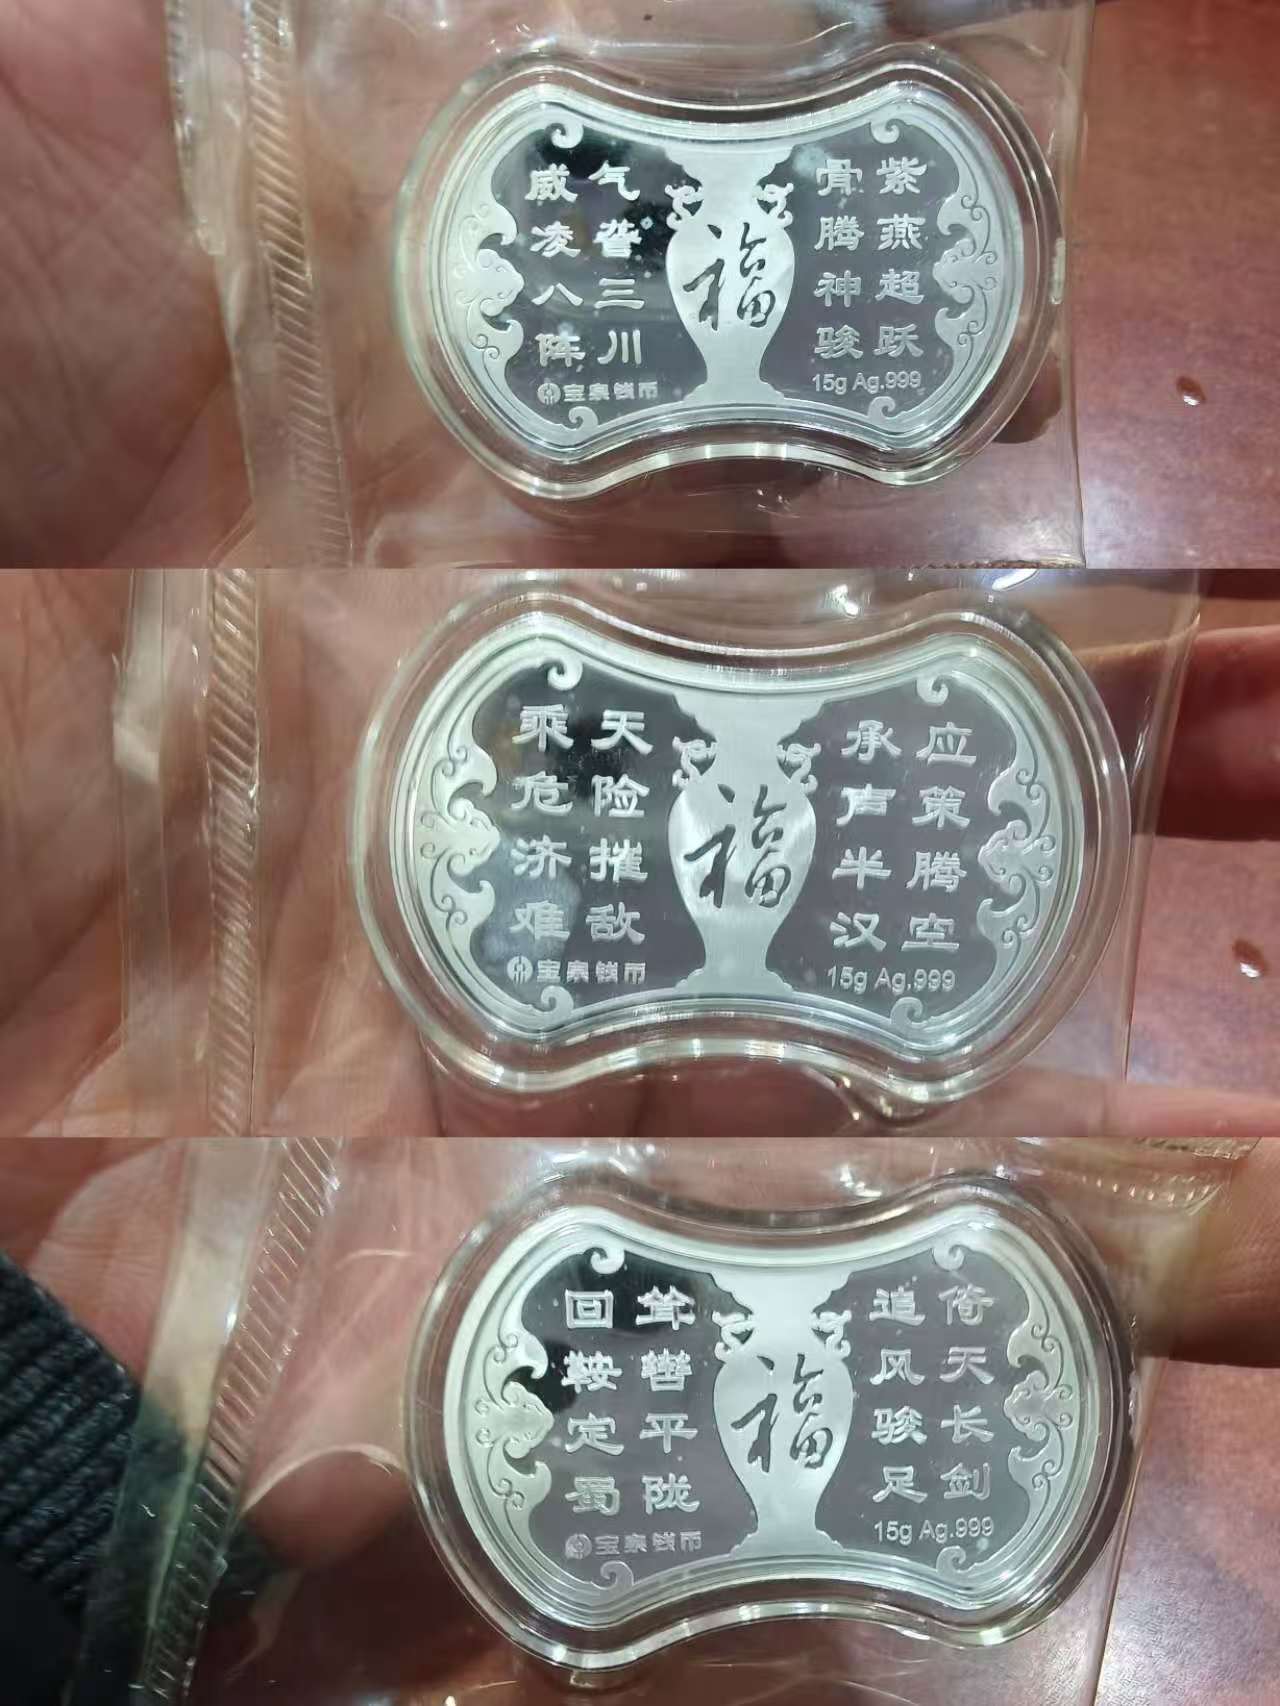 紫燕超跃
骨腾神骏
气詟三川
威凌八阵
福
宝泉钱币
15g Ag.999
应策腾空
承声半汉
天险摧敌
乘危济难
福
宝泉钱币
15g Ag.999
倚天长剑
追风骏足
耸辔平陇
回鞍定蜀
福
宝泉钱币
15g Ag.999